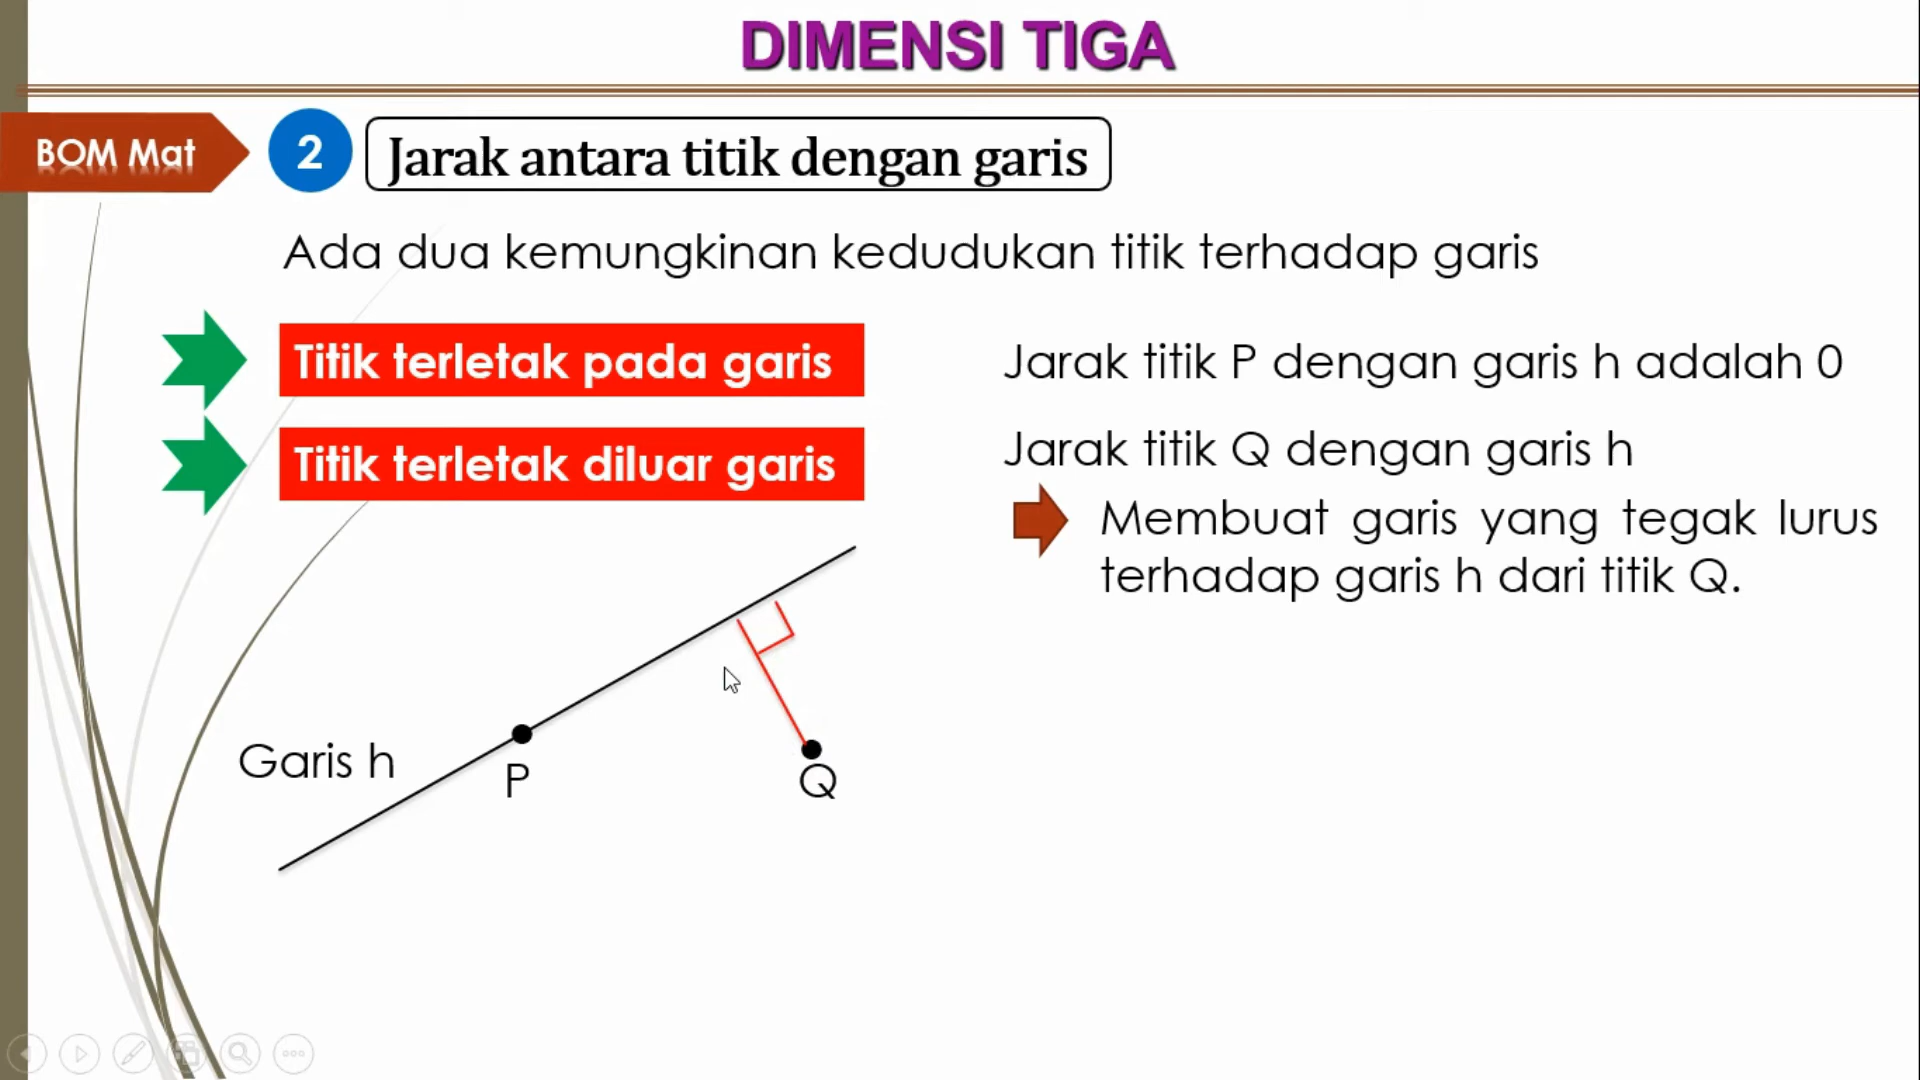 DIMENSI TIGA
BOM Mat
2
Jarak antara titik dengan garis
Ada dua kemungkinan kedudukan titik terhadap garis
Titik terletak pada garis
Jarak titik P dengan garis h adalah 0
Titik terletak diluar garis
Jarak titik Q dengan garis h
Membuat garis yang tegak lurus
terhadap garis h dari titik Q.
Garis h
P
Q